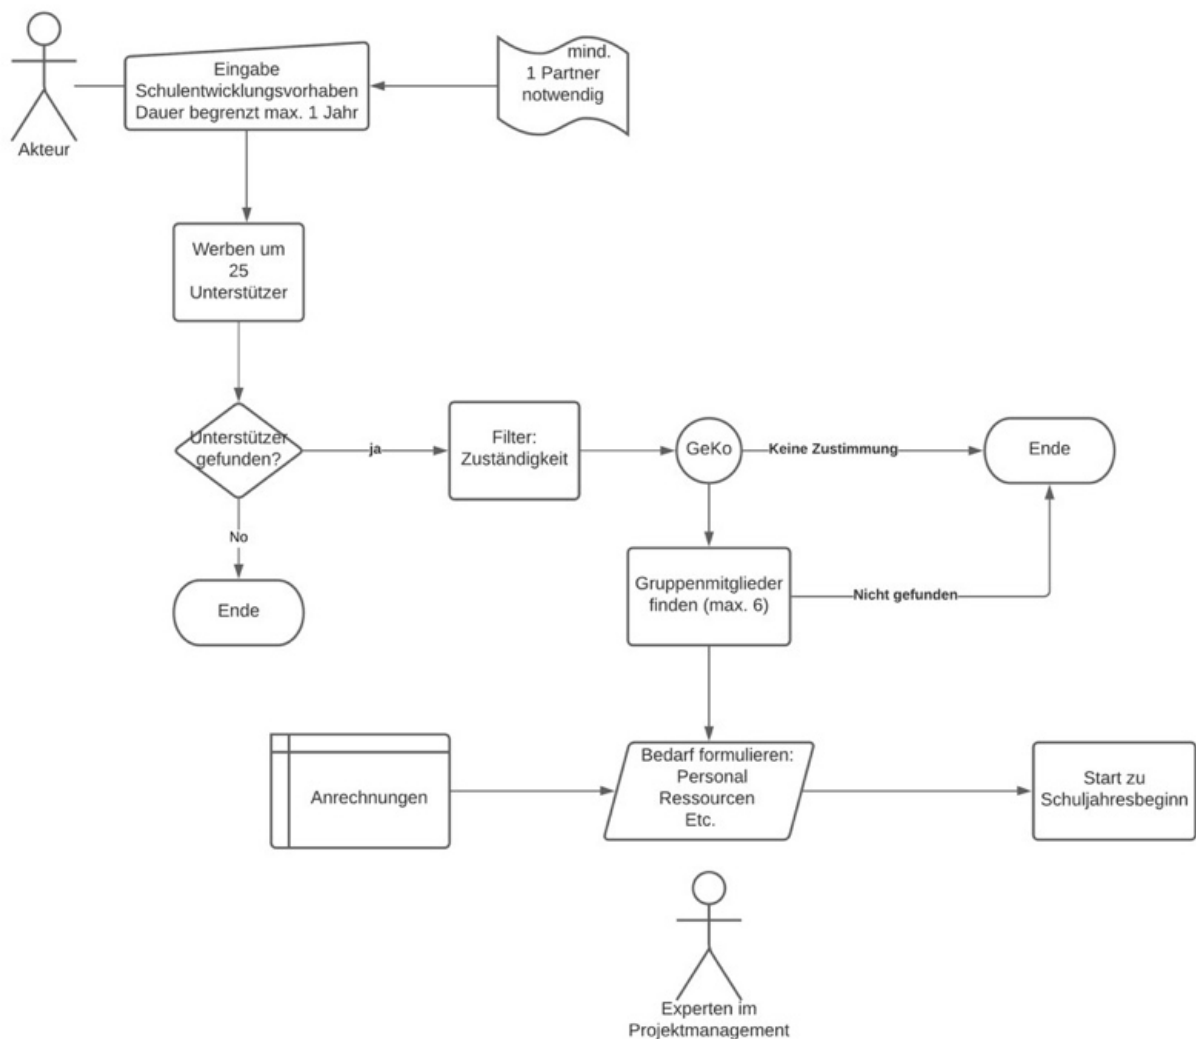 Eingabe
Schulentwicklungsvorhaben
Dauer begrenzt max. 1 Jahr
mind.
1 Partner
notwendig
Akteur
Werben um
25
Unterstützer
Unterstützer
gefunden?
ja
Filter:
Zuständigkeit
GeKo
Keine Zustimmung
Ende
No
Ende
Gruppenmitglieder
finden (max. 6)
Nicht gefunden
Anrechnungen
Bedarf formulieren:
Personal
Ressourcen
Etc.
Start zu
Schuljahresbeginn
Experten im
Projektmanagement